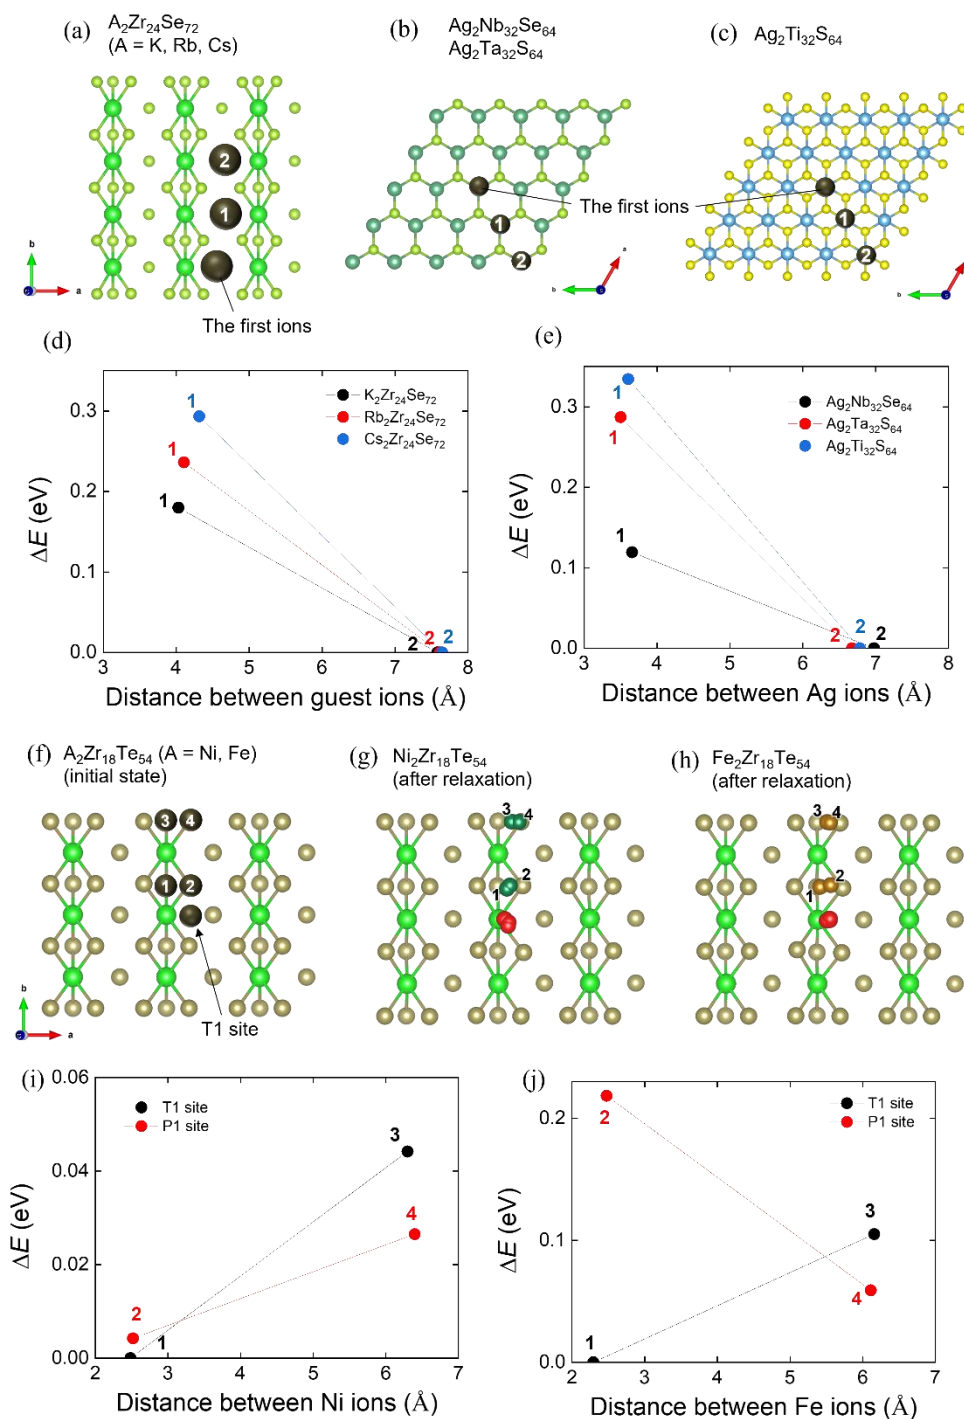 (a) A₂Zr₂₄Se₇₂
(A = K, Rb, Cs)
2
1
b
a
The first ions
(b) Ag₂Nb₃₂Se₆₄
Ag₂Ta₃₂S₆₄
The first ions
1
2
a
b
(c) Ag₂Ti₃₂S₆₄
1
2
a
b
(d)
0.3
0.2
0.1
0.0
ΔE (eV)
1
1
1
2
2
2
K₂Zr₂₄Se₇₂
Rb₂Zr₂₄Se₇₂
Cs₂Zr₂₄Se₇₂
3 4 5 6 7 8
Distance between guest ions (Å)
(e)
0.3
0.2
0.1
0.0
ΔE (eV)
1
1
1
2
2
2
Ag₂Nb₃₂Se₆₄
Ag₂Ta₃₂S₆₄
Ag₂Ti₃₂S₆₄
3 4 5 6 7 8
Distance between Ag ions (Å)
(f) A₂Zr₁₈Te₅₄ (A = Ni, Fe)
(initial state)
3 4
1 2
T1 site
b
a
(g) Ni₂Zr₁₈Te₅₄
(after relaxation)
3 4
2
1
(h) Fe₂Zr₁₈Te₅₄
(after relaxation)
3 4
2
1
(i)
0.06
0.04
0.02
0.00
ΔE (eV)
T1 site
P1 site
3
4
2
1
2 3 4 5 6 7
Distance between Ni ions (Å)
(j)
0.2
0.1
0.0
ΔE (eV)
T1 site
P1 site
2
3
4
1
2 3 4 5 6 7
Distance between Fe ions (Å)